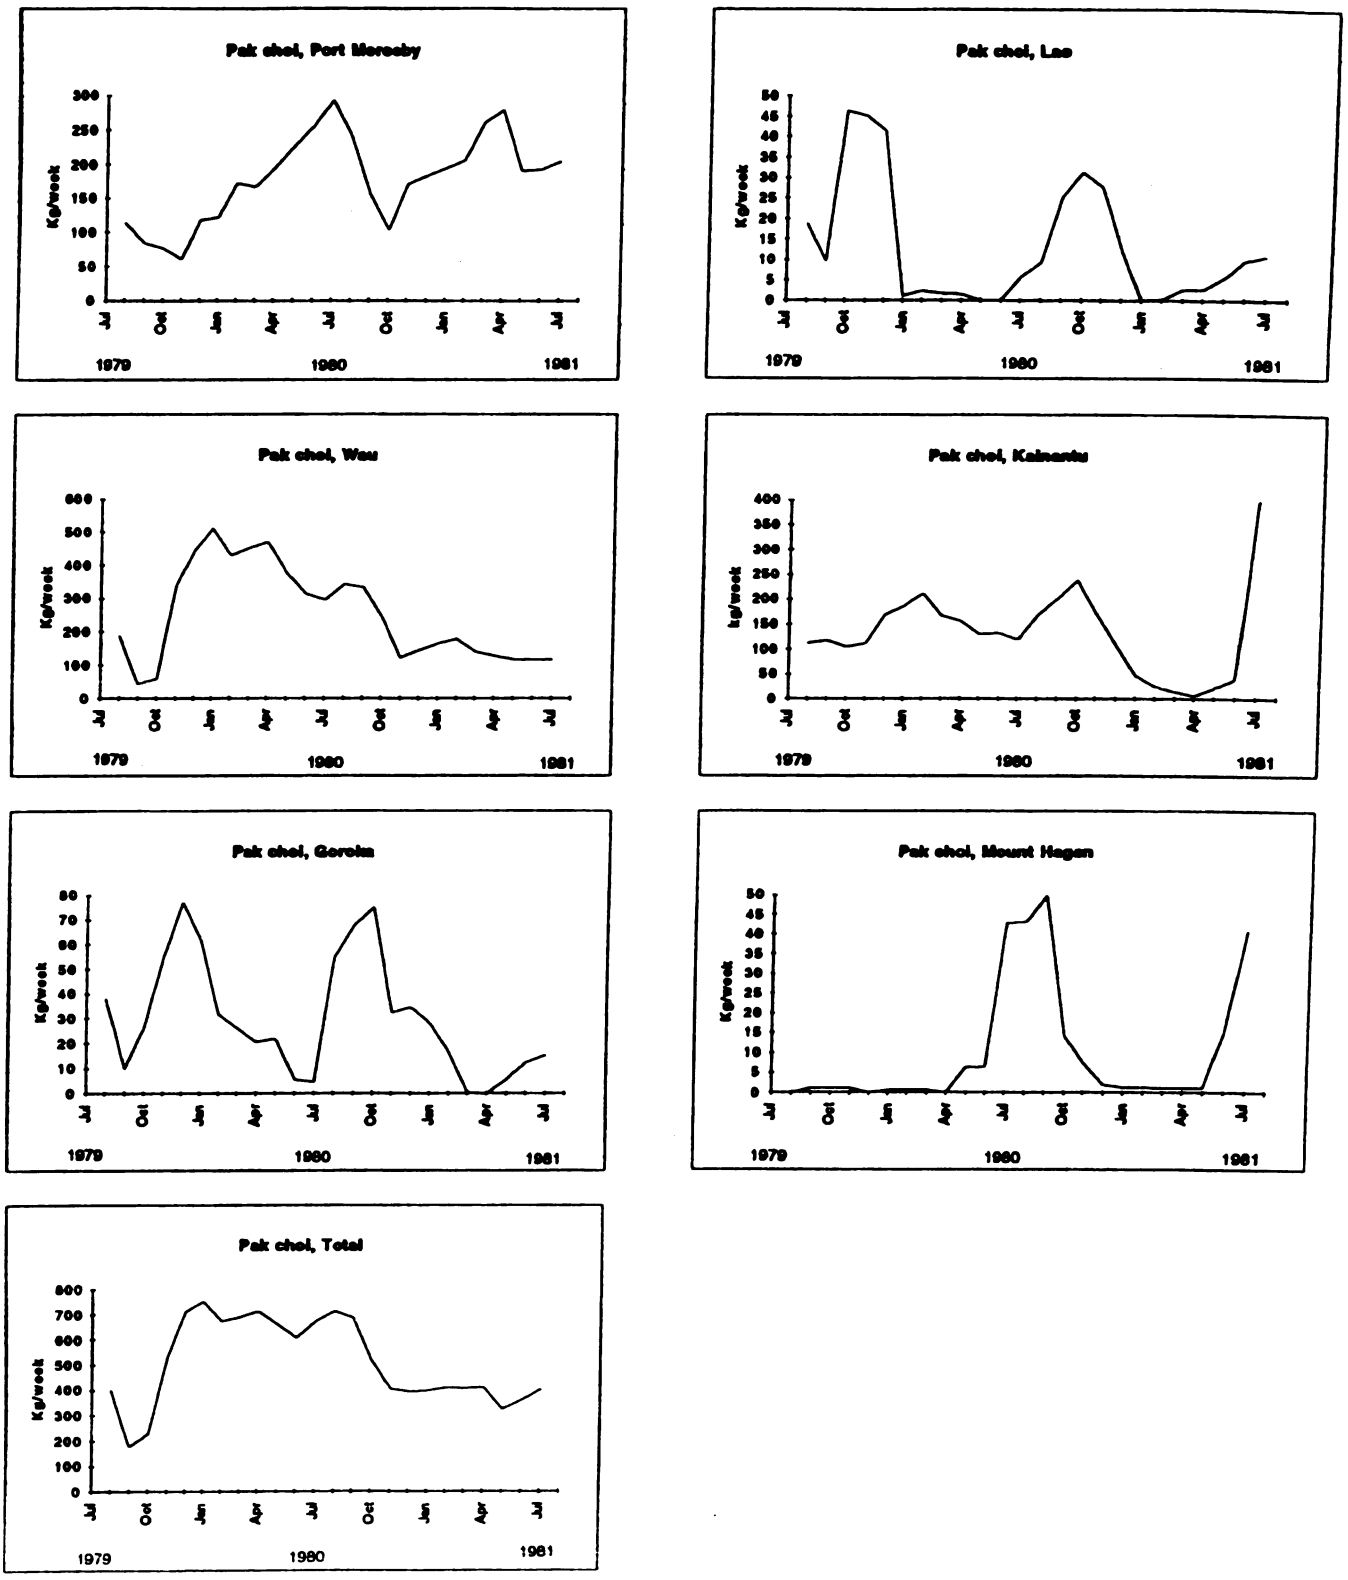 Pak choi, Port Moresby
300
250
200
150
100
50
0
Kg/week
Jul Oct Jan Apr Jul Oct Jan Apr Jul
1979 1980 1981
Pak choi, Lae
50
45
40
35
30
25
20
15
10
5
0
Kg/week
Jul Oct Jan Apr Jul Oct Jan Apr Jul
1979 1980 1981
Pak choi, Wau
600
500
400
300
200
100
0
Kg/week
Jul Oct Jan Apr Jul Oct Jan Apr Jul
1979 1980 1981
Pak choi, Kainantu
400
350
300
250
200
150
100
50
0
kg/week
Jul Oct Jan Apr Jul Oct Jan Apr Jul
1979 1980 1981
Pak choi, Goroka
80
70
60
50
40
30
20
10
0
Kg/week
Jul Oct Jan Apr Jul Oct Jan Apr Jul
1979 1980 1981
Pak choi, Mount Hagen
50
45
40
35
30
25
20
15
10
5
0
Kg/week
Jul Oct Jan Apr Jul Oct Jan Apr Jul
1979 1980 1981
Pak choi, Total
800
700
600
500
400
300
200
100
0
Kg/week
Jul Oct Jan Apr Jul Oct Jan Apr Jul
1979 1980 1981